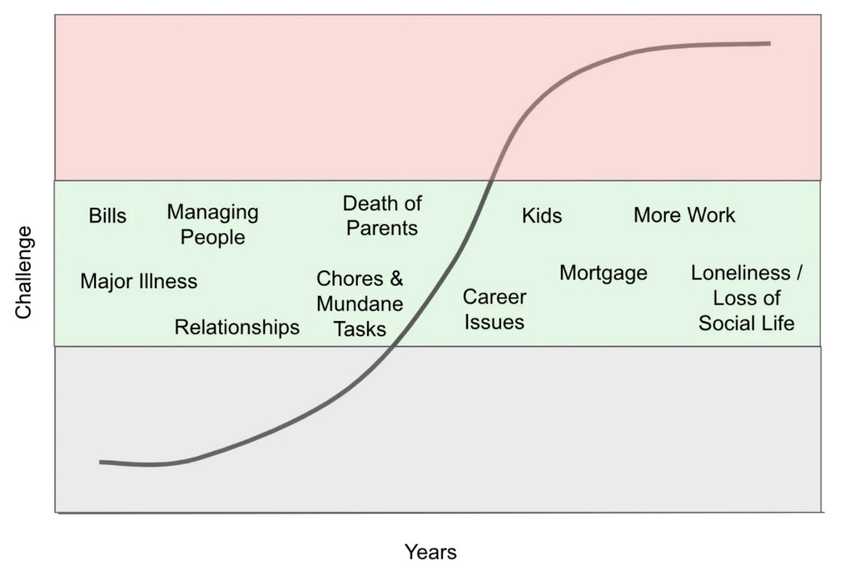 Bills
Managing
People
Death of
Parents
Kids
More Work
Major Illness
Relationships
Chores &
Mundane
Tasks
Career
Issues
Mortgage
Loneliness /
Loss of
Social Life
Challenge
Years